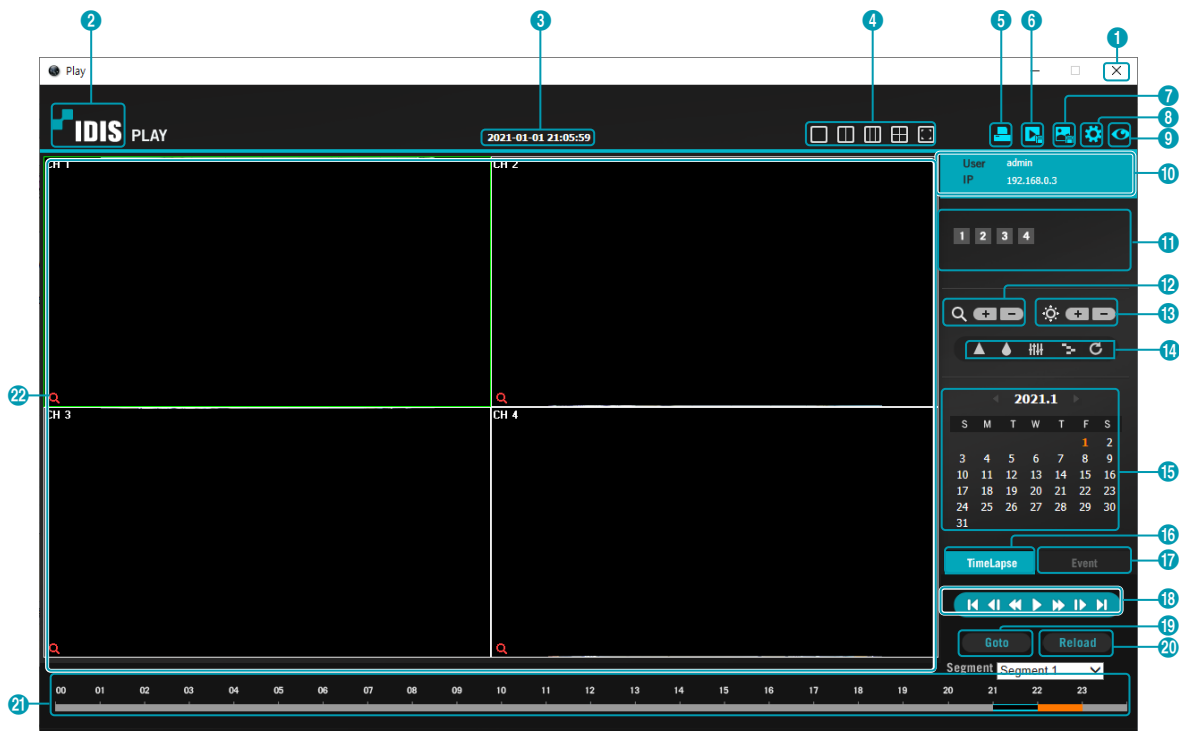 2 3 4 5 6 1
Play
7
8
IDIS PLAY
2021-01-01 21:05:59
9
CH 1
CH 2
User admin
10
IP 192.168.0.3
1 2 3 4
11
12
13
14
22
CH 3
CH 4
2021.1
S M T W T F S
1 2
3 4 5 6 7 8 9
10 11 12 13 14 15 16
15
17 18 19 20 21 22 23
24 25 26 27 28 29 30
31
16
TimeLapse Event
17
18
19
Goto Reload
20
Segment Segment 1
00 01 02 03 04 05 06 07 08 09 10 11 12 13 14 15 16 17 18 19 20 21 22 23
21